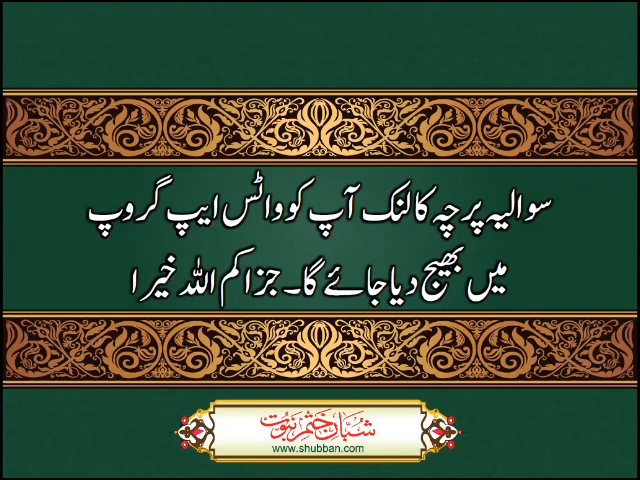 سوالیہ پرچہ کا لنک آپ کو واٹس ایپ گروپ
میں بھیج دیا جائے گا۔ جزاکم اللہ خیرا
شبان ختم نبوت
www.shubban.com